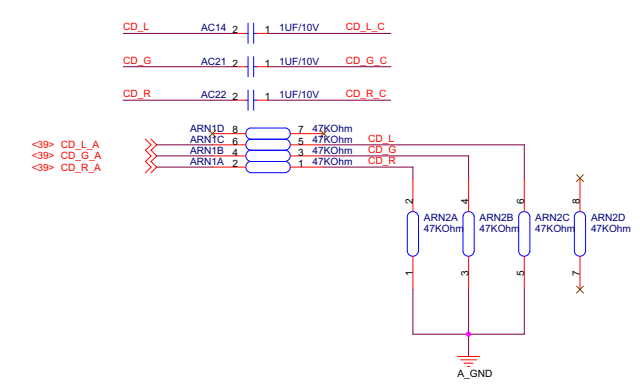 CD_L AC14 2 1 1UF/10V CD_L_C
CD_G AC21 2 1 1UF/10V CD_G_C
CD_R AC22 2 1 1UF/10V CD_R_C
ARN1D 8 7 47KOhm
<39> CD_L_A ARN1C 6 5 47KOhm CD_L
<39> CD_G_A ARN1B 4 3 47KOhm CD_G
<39> CD_R_A ARN1A 2 1 47KOhm CD_R
2 4 6 8
ARN2A ARN2B ARN2C ARN2D
47KOhm 47KOhm 47KOhm 47KOhm
1 3 5 7
A_GND